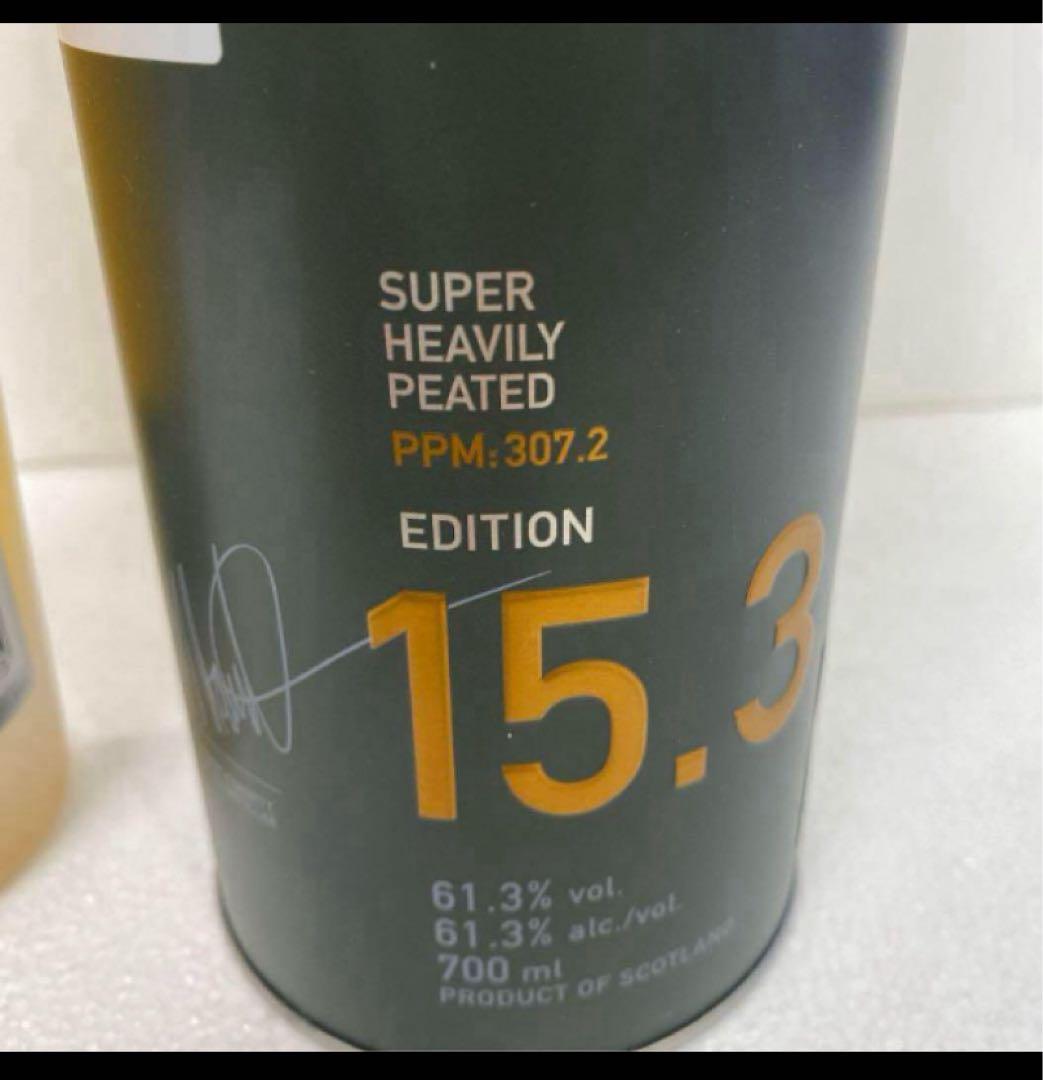 SUPER
HEAVILY
PEATED
PPM:307.2
EDITION
15.3
61.3% vol.
61.3% alc./vol.
700 ml
PRODUCT OF SCOTLAND